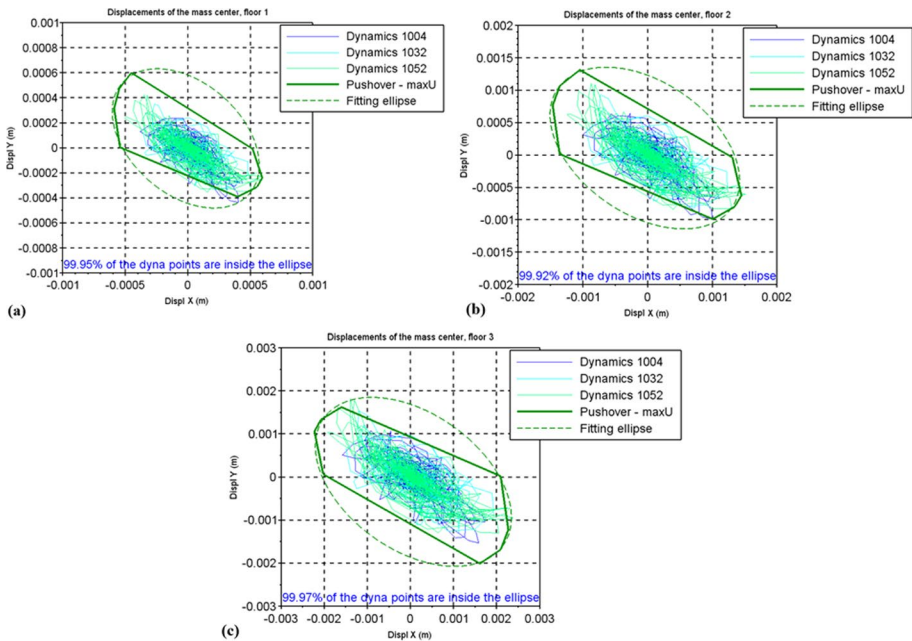 Displacements of the mass center, floor 1
0.001
0.0008
0.0006
0.0004
0.0002
0
-0.0002
-0.0004
-0.0006
-0.0008
-0.001
Displ Y (m)
-0.001 -0.0005 0 0.0005 0.001
Displ X (m)
Dynamics 1004
Dynamics 1032
Dynamics 1052
Pushover - maxU
Fitting ellipse
99.95% of the dyna points are inside the ellipse
(a)
Displacements of the mass center, floor 2
0.002
0.0015
0.001
0.0005
0
-0.0005
-0.001
-0.0015
-0.002
Displ Y (m)
-0.002 -0.001 0 0.001 0.002
Displ X (m)
Dynamics 1004
Dynamics 1032
Dynamics 1052
Pushover - maxU
Fitting ellipse
99.92% of the dyna points are inside the ellipse
(b)
Displacements of the mass center, floor 3
0.003
0.002
0.001
0
-0.001
-0.002
-0.003
Displ Y (m)
-0.003 -0.002 -0.001 0 0.001 0.002 0.003
Displ X (m)
Dynamics 1004
Dynamics 1032
Dynamics 1052
Pushover - maxU
Fitting ellipse
99.97% of the dyna points are inside the ellipse
(c)